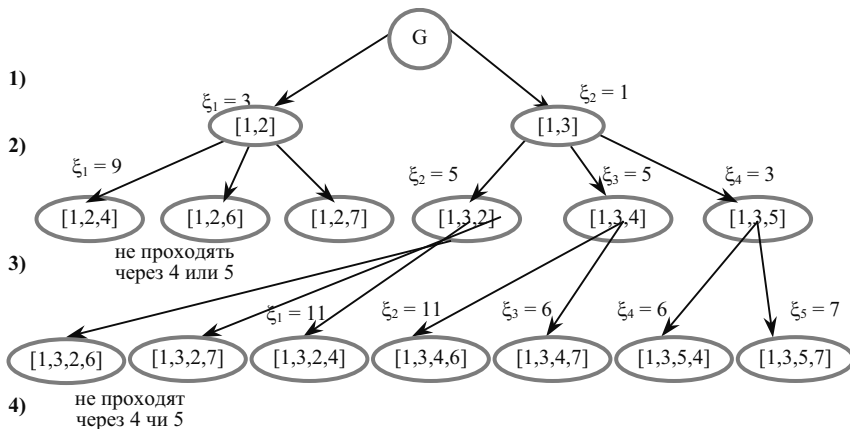 G
1)
ξ₁ = 3
ξ₂ = 1
[1,2]
[1,3]
2)
ξ₁ = 9
ξ₂ = 5
ξ₃ = 5
ξ₄ = 3
[1,2,4]
[1,2,6]
[1,2,7]
[1,3,2]
[1,3,4]
[1,3,5]
не проходять
через 4 или 5
3)
ξ₁ = 11
ξ₂ = 11
ξ₃ = 6
ξ₄ = 6
ξ₅ = 7
[1,3,2,6]
[1,3,2,7]
[1,3,2,4]
[1,3,4,6]
[1,3,4,7]
[1,3,5,4]
[1,3,5,7]
4)
не проходят
через 4 чи 5